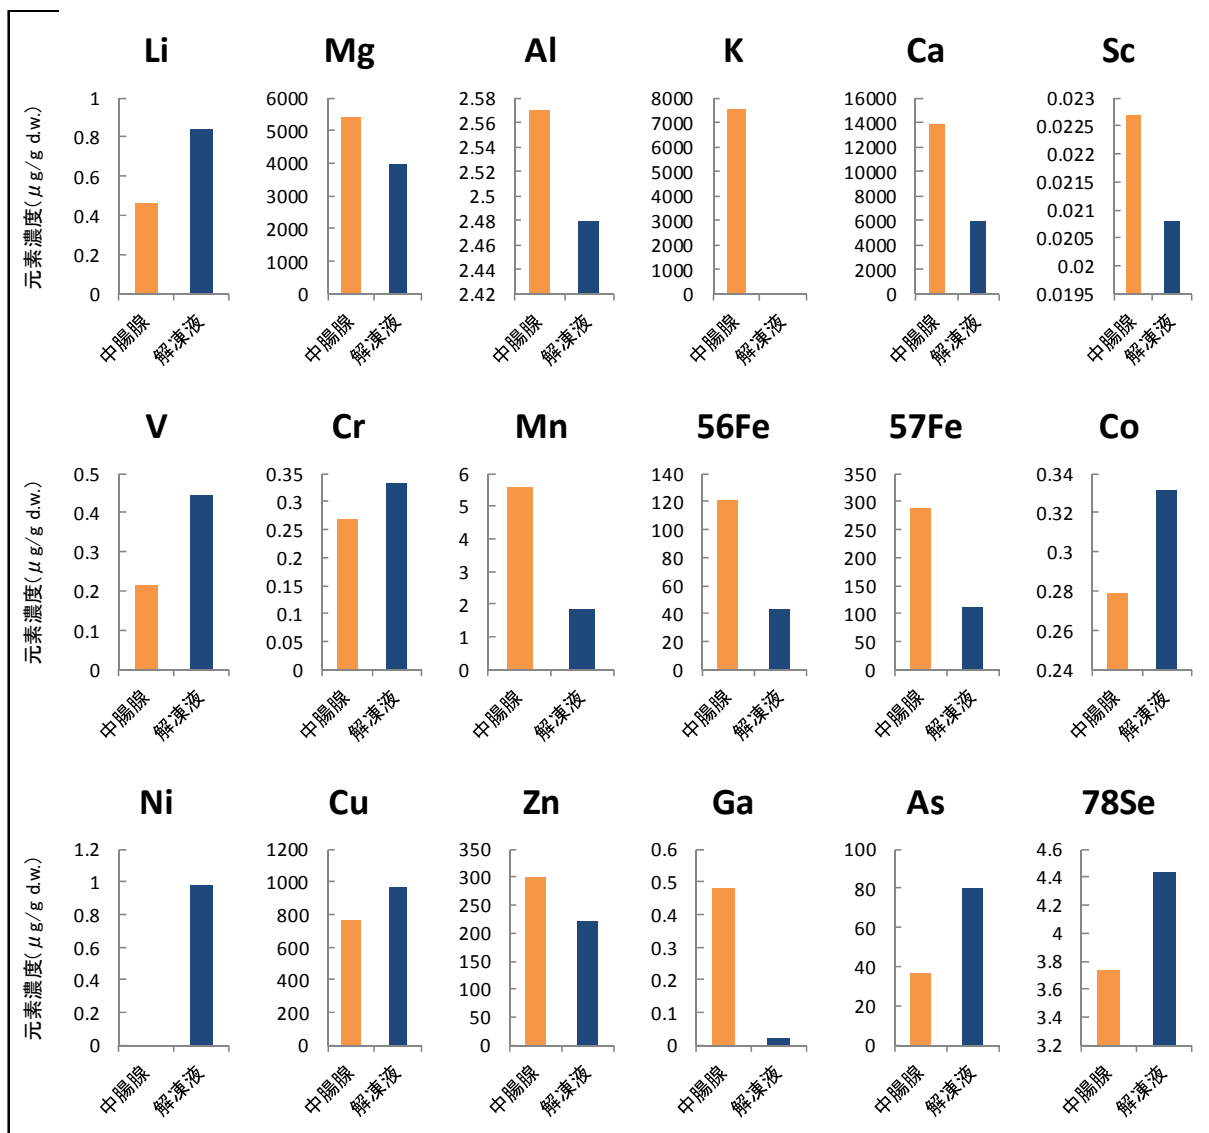 Li Mg Al K Ca Sc
元素濃度(μg/g d.w.)
1 0.8 0.6 0.4 0.2 0
6000 5000 4000 3000 2000 1000 0
2.58 2.56 2.54 2.52 2.5 2.48 2.46 2.44 2.42
8000 7000 6000 5000 4000 3000 2000 1000 0
16000 14000 12000 10000 8000 6000 4000 2000 0
0.023 0.0225 0.022 0.0215 0.021 0.0205 0.02 0.0195
中腸腺 解凍液 中腸腺 解凍液 中腸腺 解凍液 中腸腺 解凍液 中腸腺 解凍液 中腸腺 解凍液
V Cr Mn 56Fe 57Fe Co
元素濃度(μg/g d.w.)
0.5 0.4 0.3 0.2 0.1 0
0.35 0.3 0.25 0.2 0.15 0.1 0.05 0
6 5 4 3 2 1 0
140 120 100 80 60 40 20 0
350 300 250 200 150 100 50 0
0.34 0.32 0.3 0.28 0.26 0.24
中腸腺 解凍液 中腸腺 解凍液 中腸腺 解凍液 中腸腺 解凍液 中腸腺 解凍液 中腸腺 解凍液
Ni Cu Zn Ga As 78Se
元素濃度(μg/g d.w.)
1.2 1 0.8 0.6 0.4 0.2 0
1200 1000 800 600 400 200 0
350 300 250 200 150 100 50 0
0.6 0.5 0.4 0.3 0.2 0.1 0
100 80 60 40 20 0
4.6 4.4 4.2 4 3.8 3.6 3.4 3.2
中腸腺 解凍液 中腸腺 解凍液 中腸腺 解凍液 中腸腺 解凍液 中腸腺 解凍液 中腸腺 解凍液